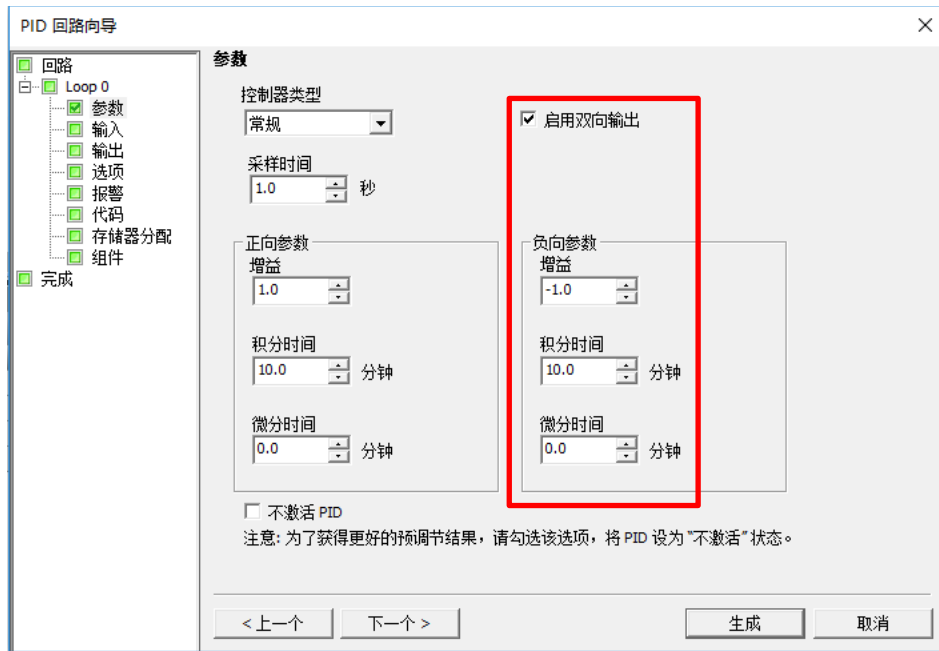 PID 回路向导
回路
Loop 0
参数
输入
输出
选项
报警
代码
存储器分配
组件
完成
参数
控制器类型
常规
启用双向输出
采样时间
1.0 秒
正向参数
增益
1.0
积分时间
10.0 分钟
微分时间
0.0 分钟
负向参数
增益
-1.0
积分时间
10.0 分钟
微分时间
0.0 分钟
不激活 PID
注意: 为了获得更好的预调节结果，请勾选该选项，将 PID 设为 "不激活" 状态。
< 上一个
下一个 >
生成
取消